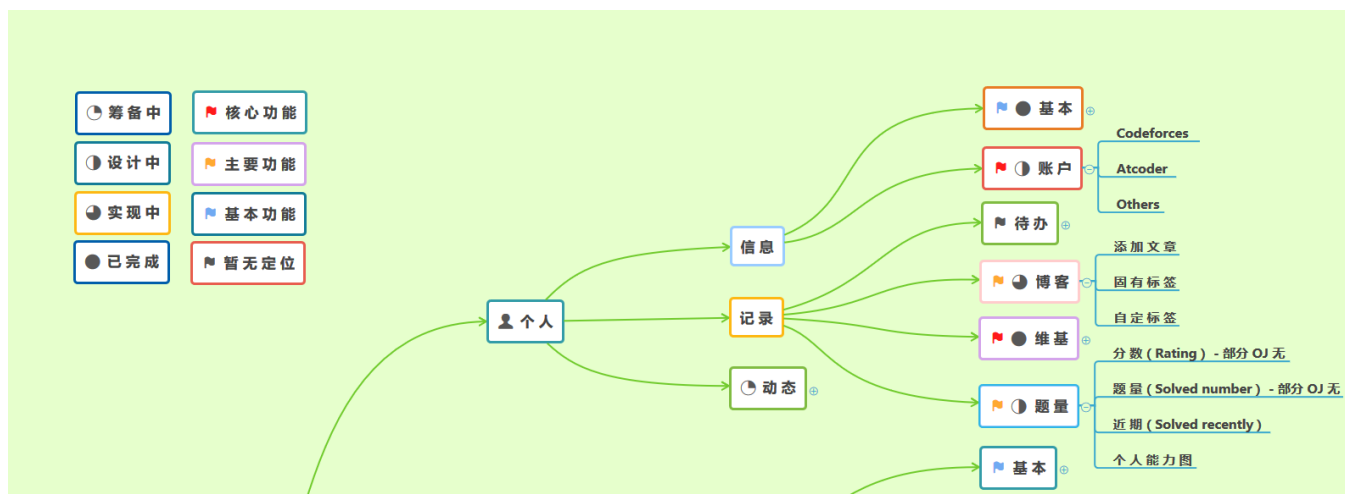 筹备中
核心功能
设计中
主要功能
实现中
基本功能
已完成
暂无定位
个人
信息
基本
账户
Codeforces
Atcoder
Others
记录
待办
博客
添加文章
固有标签
自定标签
维基
题量
分数 ( Rating ) - 部分 OJ 无
题量 ( Solved number ) - 部分 OJ 无
近期 ( Solved recently )
个人能力图
动态
基本